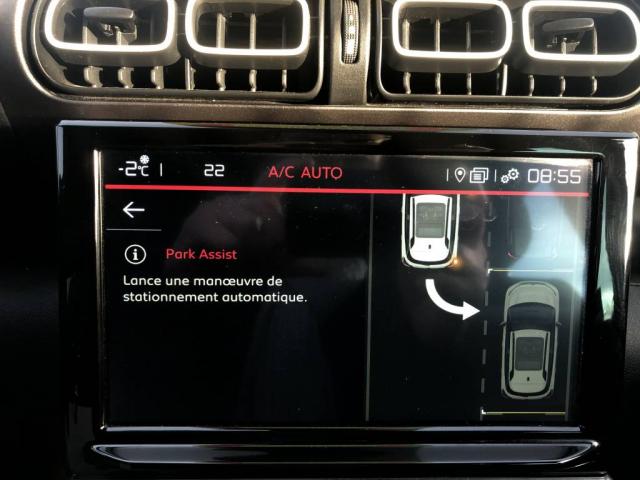 -2°C 22 A/C AUTO 08:55
Park Assist
Lance une manœuvre de
stationnement automatique.